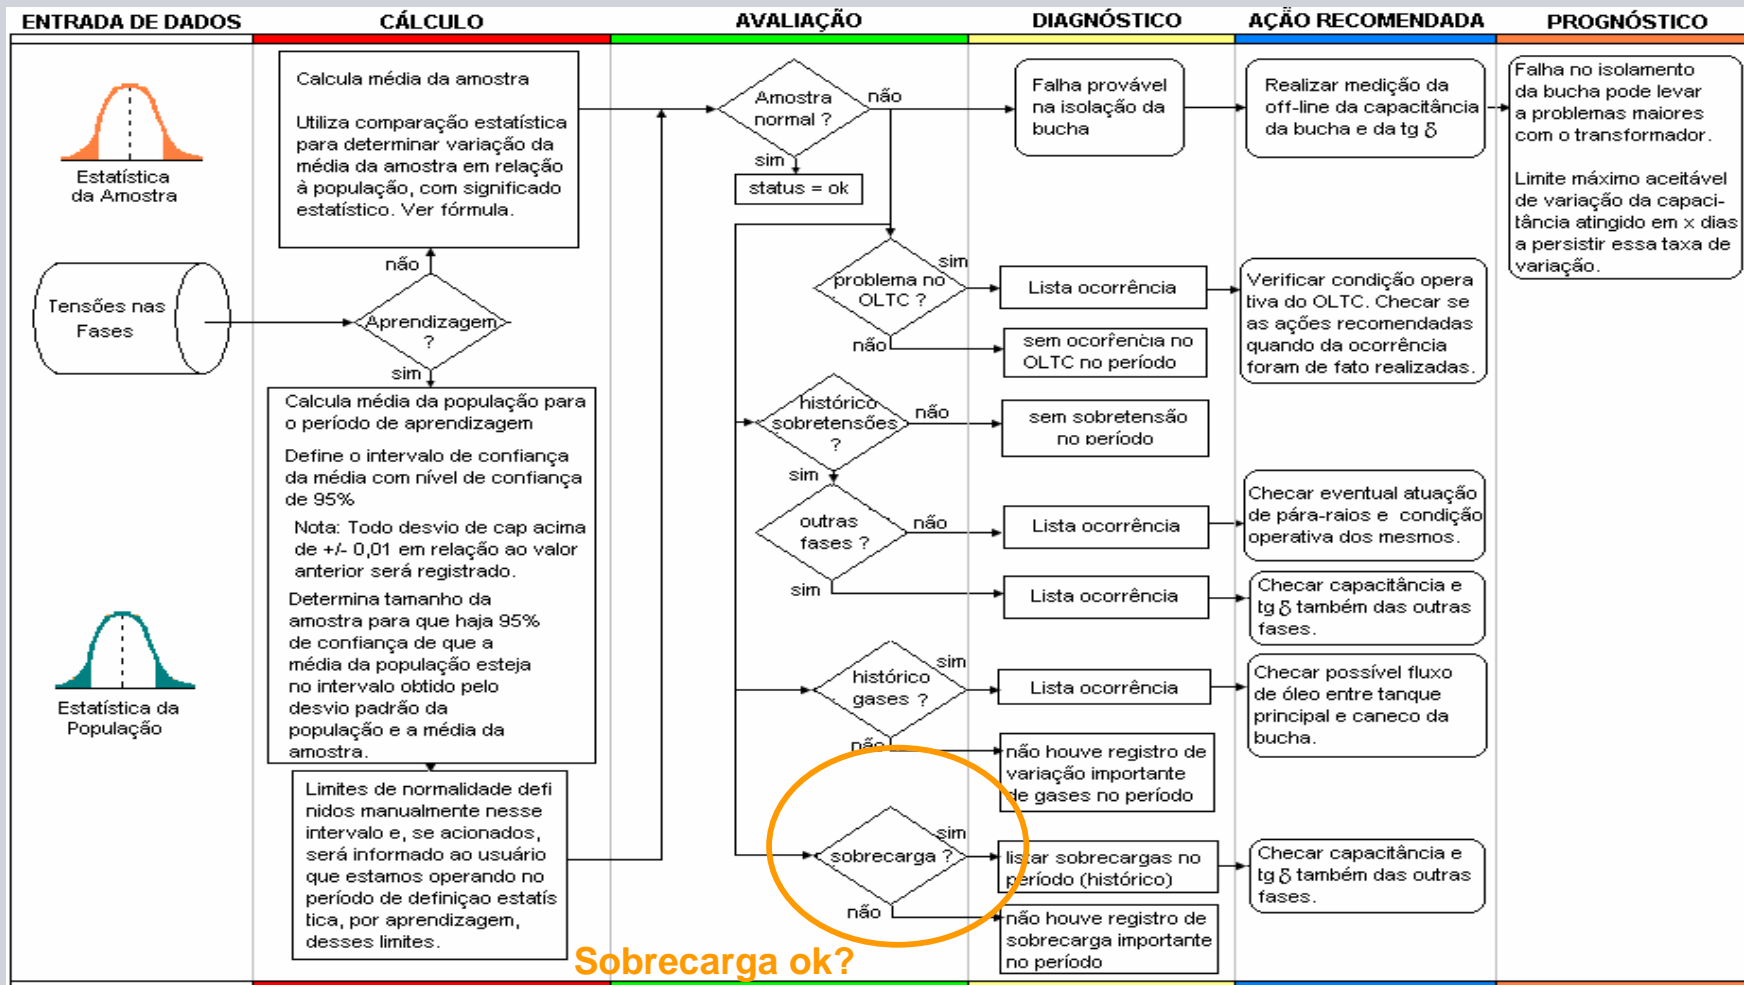 ENTRADA DE DADOS
CÁLCULO
AVALIAÇÃO
DIAGNÓSTICO
AÇÃO RECOMENDADA
PROGNÓSTICO
Estatística
da Amostra
Tensões nas
Fases
Estatística da
População
Calcula média da amostra
Utiliza comparação estatística
para determinar variação da
média da amostra em relação
à população, com significado
estatístico. Ver fórmula.
não
Aprendizagem
?
sim
Calcula média da população para
o período de aprendizagem
Define o intervalo de confiança
da média com nível de confiança
de 95%
Nota: Todo desvio de cap acima
de +/- 0,01 em relação ao valor
anterior será registrado.
Determina tamanho da
amostra para que haja 95%
de confiança de que a
média da população esteja
no intervalo obtido pelo
desvio padrão da
população e a média da
amostra.
Limites de normalidade defi
nidos manualmente nesse
intervalo e, se acionados,
será informado ao usuário
que estamos operando no
período de definiçao estatís
tica, por aprendizagem,
desses limites.
Amostra
normal ?
não
sim
status = ok
problema no
OLTC ?
sim
não
histórico
sobretensões
?
não
sim
outras
fases ?
não
sim
histórico
gases ?
sim
não
sobrecarga ?
sim
não
Sobrecarga ok?
Falha provável
na isolação da
bucha
Lista ocorrência
sem ocorrencia no
OLTC no período
sem sobretensão
no período
Lista ocorrência
Lista ocorrência
Lista ocorrência
não houve registro de
variação importante
de gases no período
listar sobrecargas no
período (histórico)
não houve registro de
sobrecarga importante
no período
Realizar medição da
off-line da capacitância
da bucha e da tg δ
Verificar condição opera
tiva do OLTC. Checar se
as ações recomendadas
quando da ocorrência
foram de fato realizadas.
Checar eventual atuação
de pára-raios e condição
operativa dos mesmos.
Checar capacitância e
tg δ também das outras
fases.
Checar possível fluxo
de óleo entre tanque
principal e caneco da
bucha.
Checar capacitância e
tg δ também das outras
fases.
Falha no isolamento
da bucha pode levar
a problemas maiores
com o transformador.
Limite máximo aceitável
de variação da capaci-
tância atingido em x dias
a persistir essa taxa de
variação.